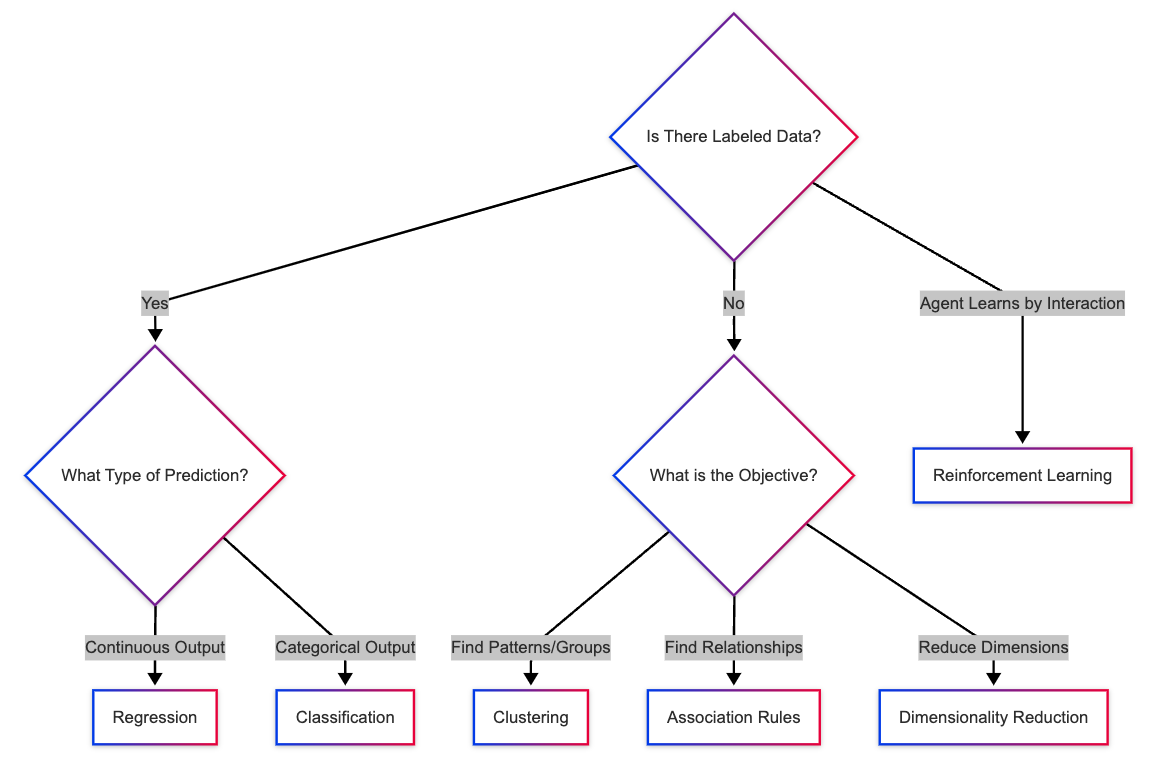 Is There Labeled Data?
Yes
No
Agent Learns by Interaction
What Type of Prediction?
What is the Objective?
Reinforcement Learning
Continuous Output
Categorical Output
Find Patterns/Groups
Find Relationships
Reduce Dimensions
Regression
Classification
Clustering
Association Rules
Dimensionality Reduction